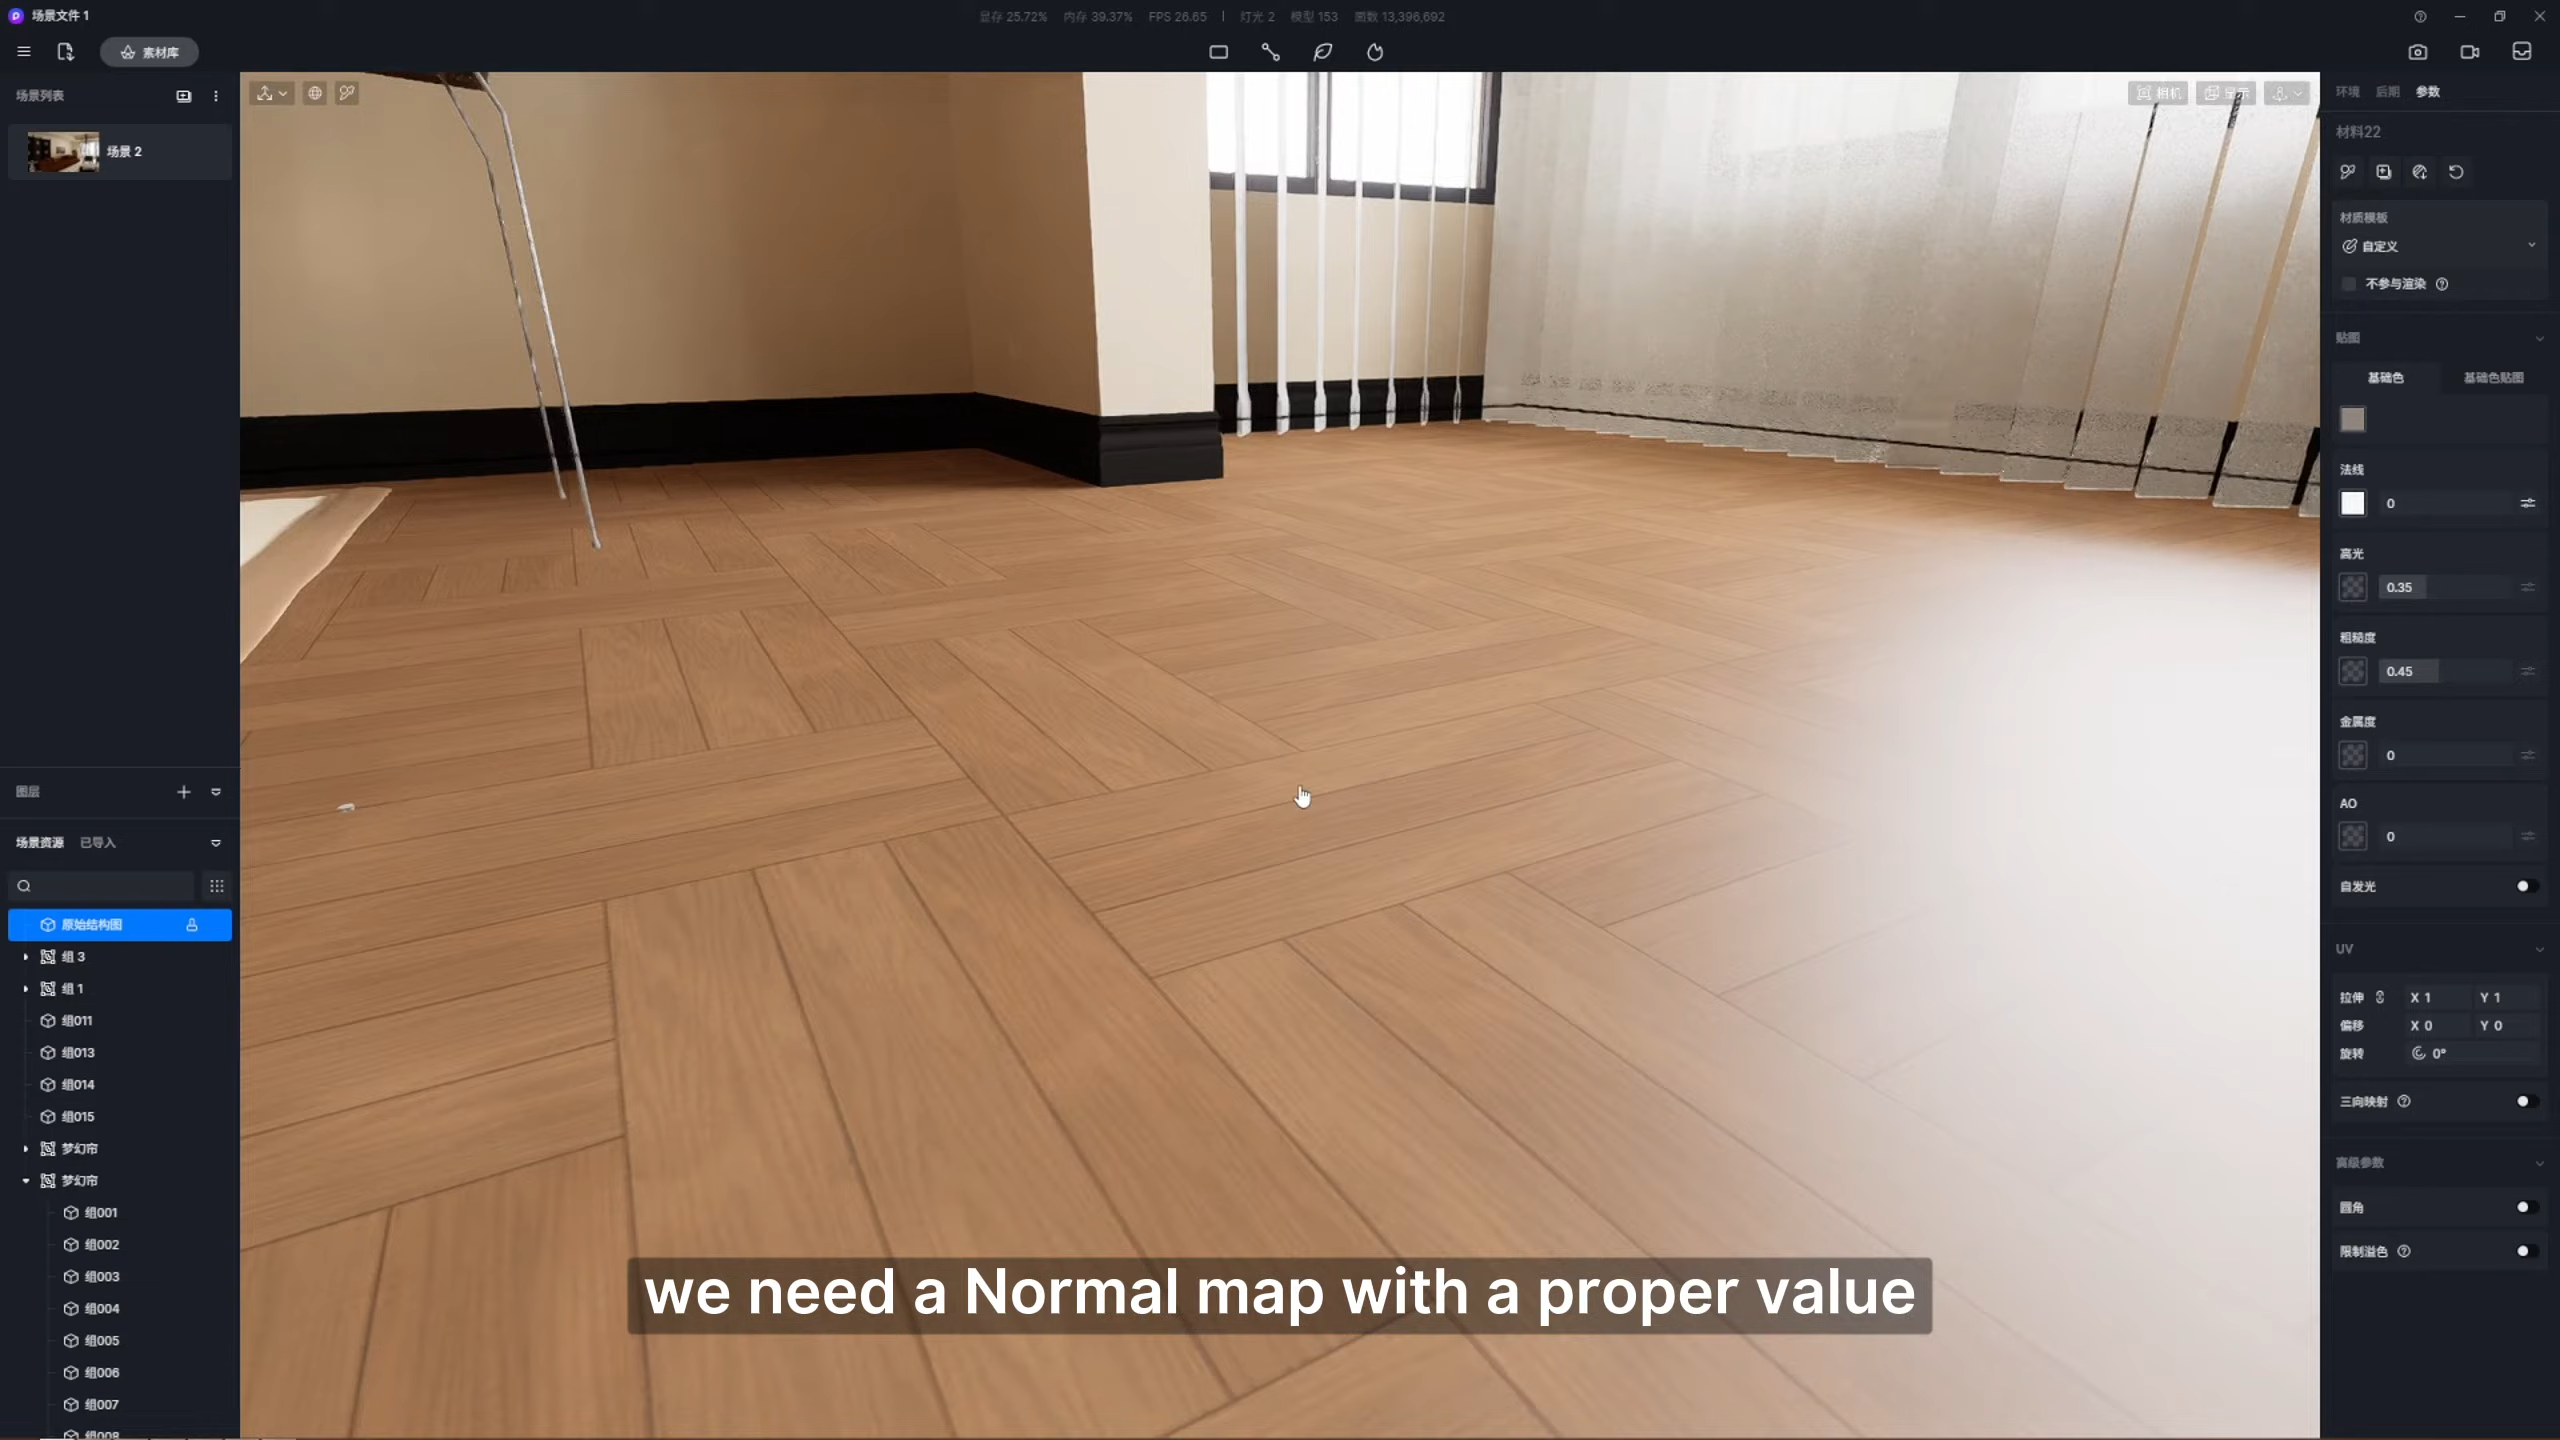 场景文件 1
显存 25.72% 内存 39.37% FPS 26.65 | 灯光 2 模型 153 面数 13,396,692
素材库
场景列表
场景 2
图层
场景资源 已导入
原始结构图
组 3
组 1
组011
组013
组014
组015
梦幻帘
梦幻帘
组001
组002
组003
组004
组005
组006
组007
组008
相机 显示
we need a Normal map with a proper value
环境 后期 参数
材料22
材质模板
自定义
不参与渲染
贴图
基础色 基础色贴图
法线
0
高光
0.35
粗糙度
0.45
金属度
0
AO
0
自发光
UV
拉伸 X 1 Y 1
偏移 X 0 Y 0
旋转 0°
三向映射
高级参数
圆角
限制溢色